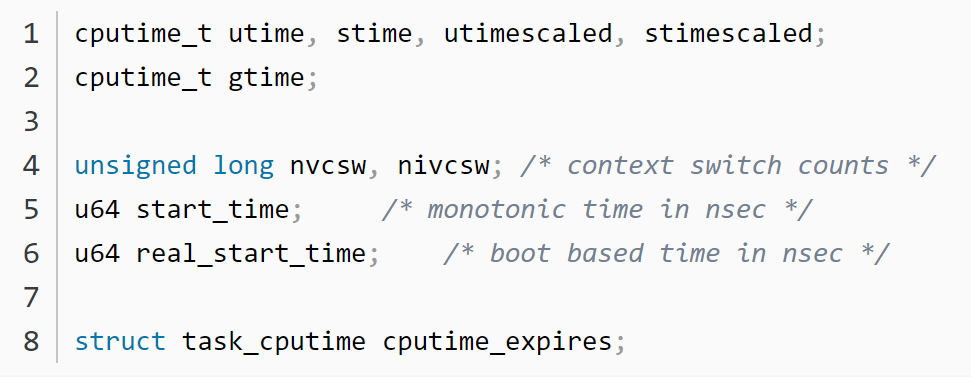 1 cputime_t utime, stime, utimescaled, stimescaled;
2 cputime_t gtime;
3
4 unsigned long nvcsw, nivcsw; /* context switch counts */
5 u64 start_time;     /* monotonic time in nsec */
6 u64 real_start_time;    /* boot based time in nsec */
7
8 struct task_cputime cputime_expires;